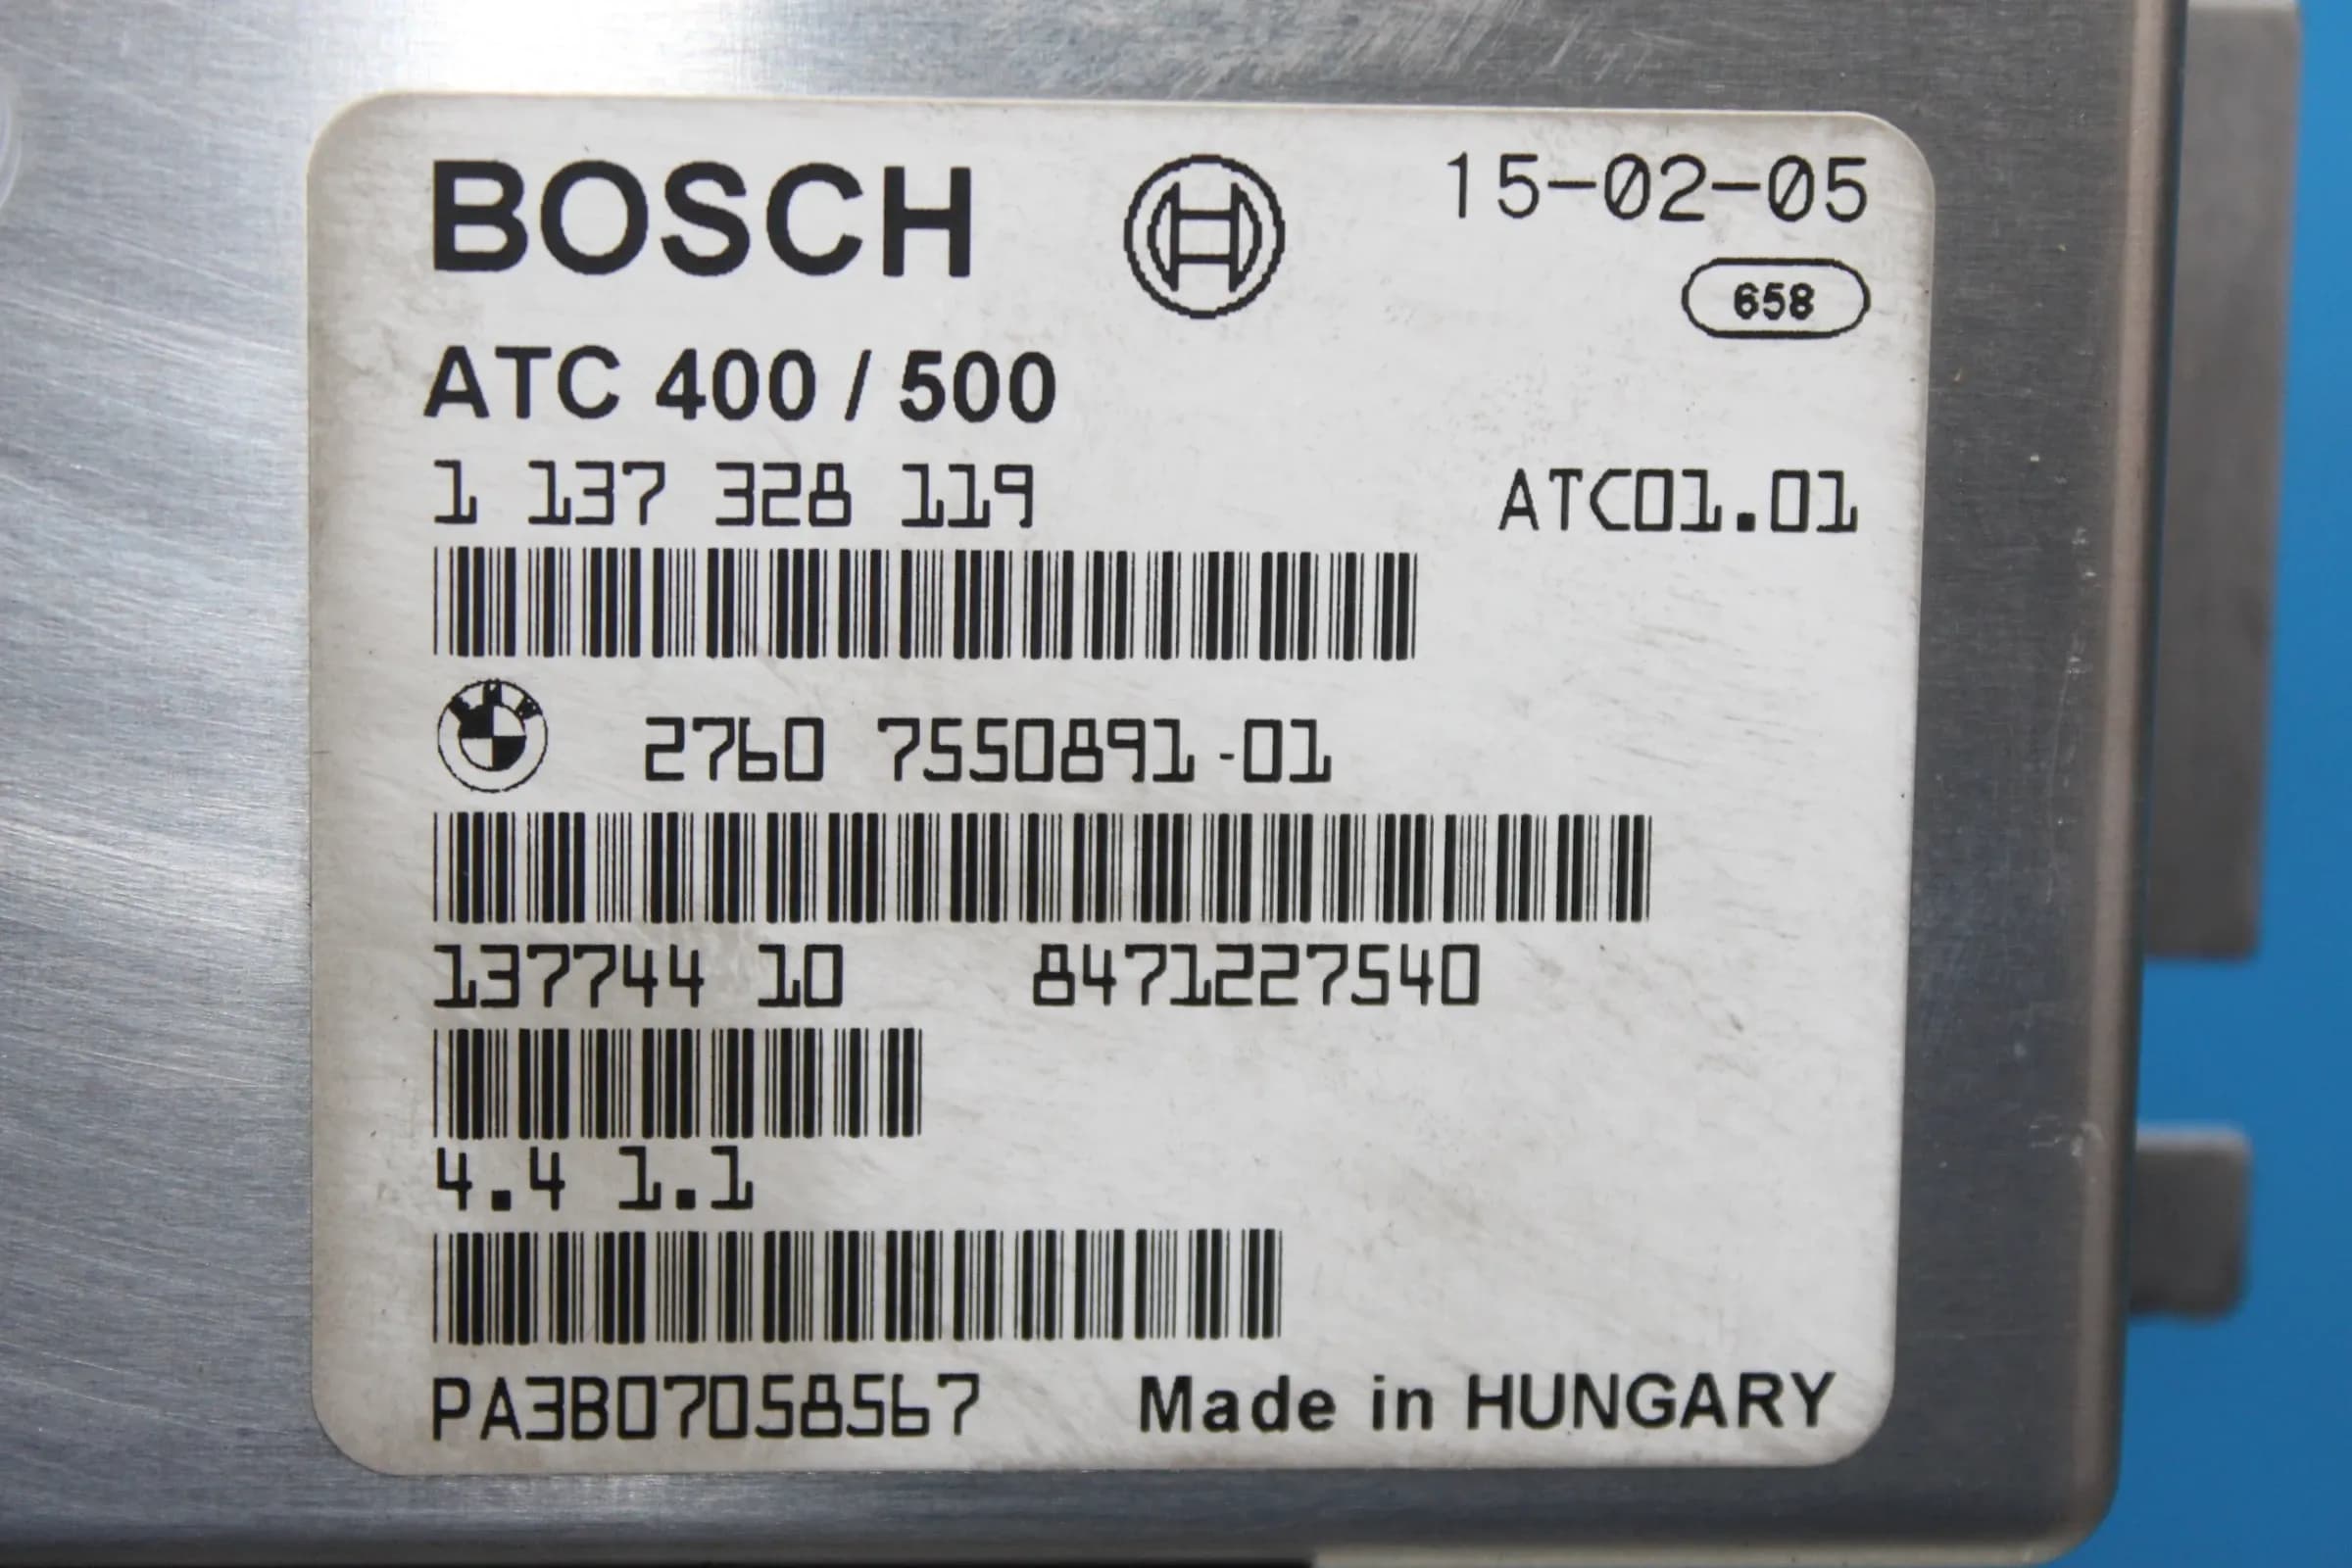 BOSCH 15-02-05
658
ATC 400 / 500
1 137 328 119 ATC01.01
2760 7550891-01
137744 10 8471227540
4.4 1.1
PA3B07058567 Made in HUNGARY